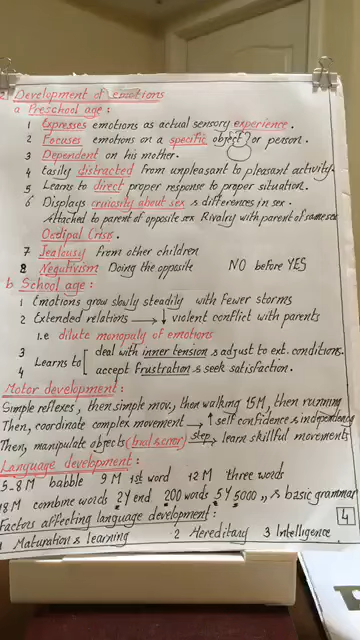 2) Development of emotions
a Preschool age:
1 Expresses emotions as actual sensory experience.
2 Focuses emotions on a specific object or person.
3 Dependent on his mother.
4 Easily distracted from unpleasant to pleasant activity.
5 Learns to direct proper response to proper situation.
6 Displays curiosity about sex & differences in sex.
Attached to parent of opposite sex Rivalry with parent of same sex
Oedipal Crisis.
7 Jealousy from other children
8 Negativism Doing the opposite NO before YES
b School age:
1 Emotions grow slowly steadily with fewer storms
2 Extended relations → ↓ violent conflict with parents
i.e dilute monopoly of emotions
3 deal with inner tension & adjust to ext. conditions.
4 Learns to [ accept frustration & seek satisfaction.
Motor development:
Simple reflexes, then simple mov., then walking 15M, then running
Then, coordinate complex movement → ↑ self confidence & independency
Then, manipulate objects (trial & error) step→ learn skillful movements
Language development:
5-8 M babble 9 M 1st word 12 M three words
18 M combine words 2 Y end 200 words 5 Y 5000 ,, & basic grammar
Factors affecting language development: 4
1 Maturation & learning 2 Hereditary 3 Intelligence